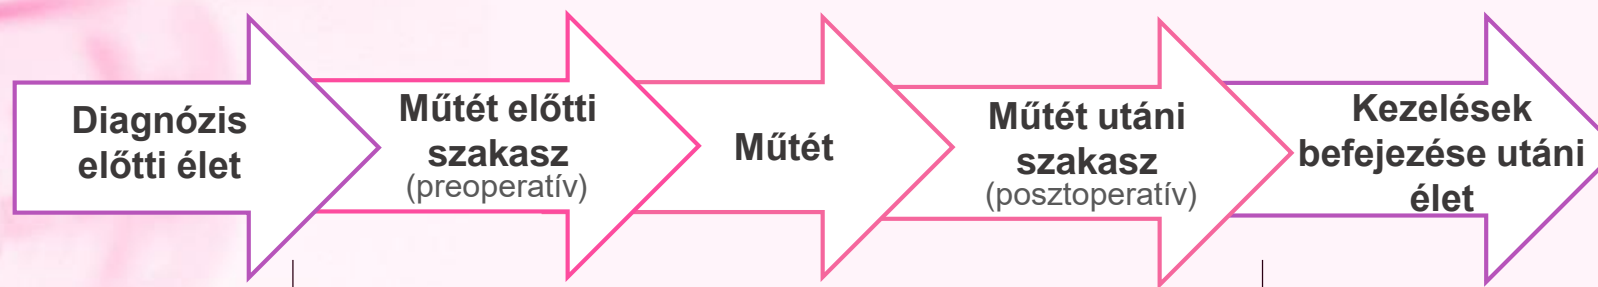 Diagnózis
előtti élet
Műtét előtti
szakasz
(preoperatív)
Műtét
Műtét utáni
szakasz
(posztoperatív)
Kezelések
befejezése utáni
élet